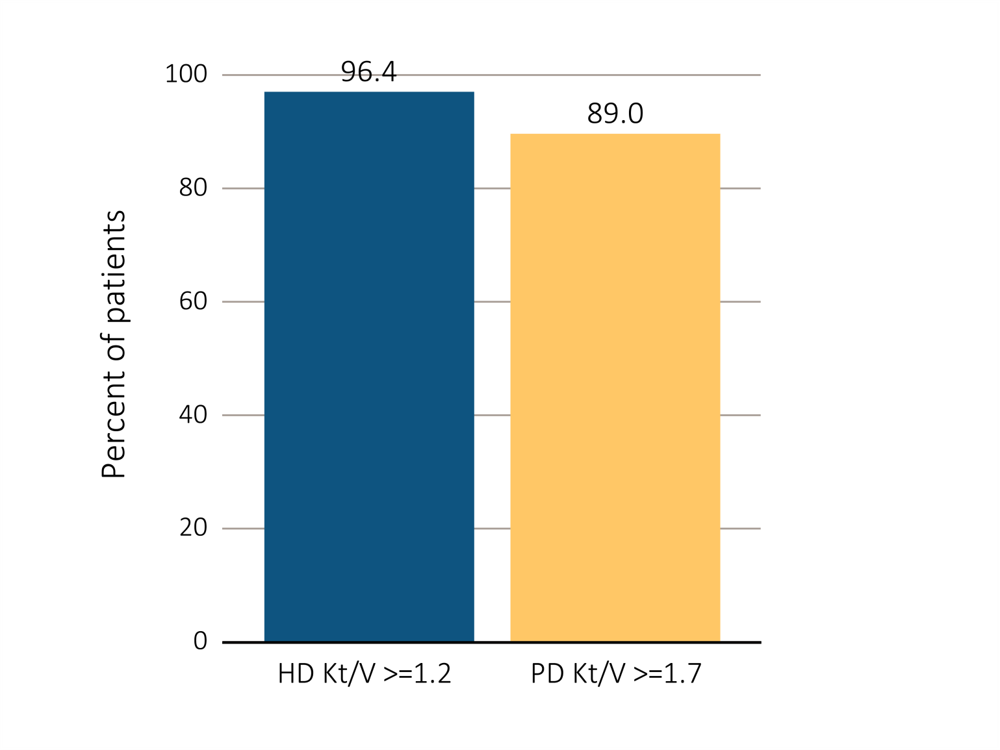 Percent of patients
100
80
60
40
20
0
96.4
89.0
HD Kt/V >=1.2
PD Kt/V >=1.7